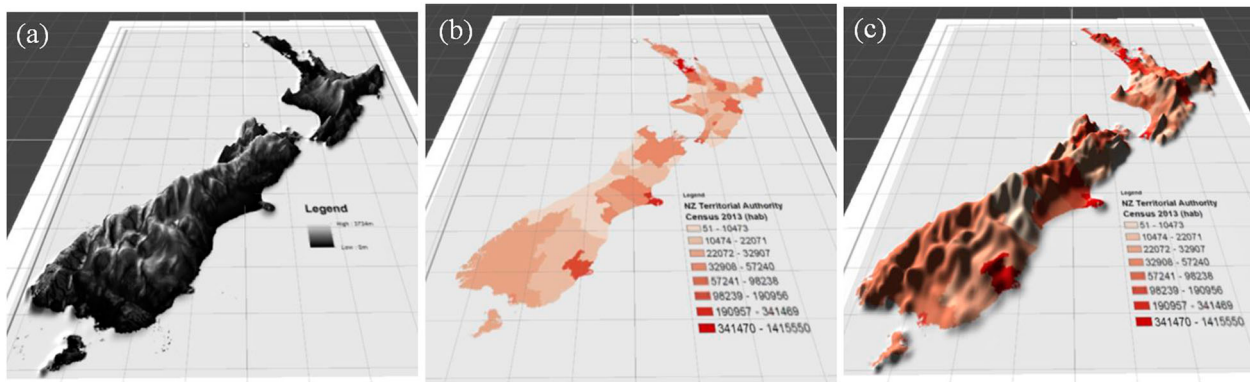 (a)
Legend
High : 3734m
Low : 0m
(b)
Legend
NZ Territorial Authority
Census 2013 (hab)
51 - 10473
10474 - 22071
22072 - 32907
32908 - 57240
57241 - 98238
98239 - 190956
190957 - 341469
341470 - 1415550
(c)
Legend
NZ Territorial Authority
Census 2013 (hab)
51 - 10473
10474 - 22071
22072 - 32907
32908 - 57240
57241 - 98238
98239 - 190956
190957 - 341469
341470 - 1415550